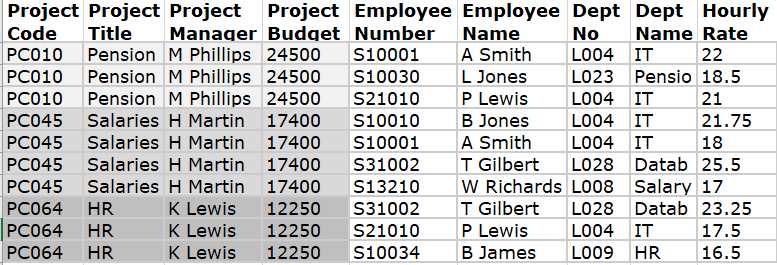 Project Code Project Title Project Manager Project Budget Employee Number Employee Name Dept No Dept Name Hourly Rate
PC010 Pension M Phillips 24500 S10001 A Smith L004 IT 22
PC010 Pension M Phillips 24500 S10030 L Jones L023 Pensio 18.5
PC010 Pension M Phillips 24500 S21010 P Lewis L004 IT 21
PC045 Salaries H Martin 17400 S10010 B Jones L004 IT 21.75
PC045 Salaries H Martin 17400 S10001 A Smith L004 IT 18
PC045 Salaries H Martin 17400 S31002 T Gilbert L028 Datab 25.5
PC045 Salaries H Martin 17400 S13210 W Richards L008 Salary 17
PC064 HR K Lewis 12250 S31002 T Gilbert L028 Datab 23.25
PC064 HR K Lewis 12250 S21010 P Lewis L004 IT 17.5
PC064 HR K Lewis 12250 S10034 B James L009 HR 16.5